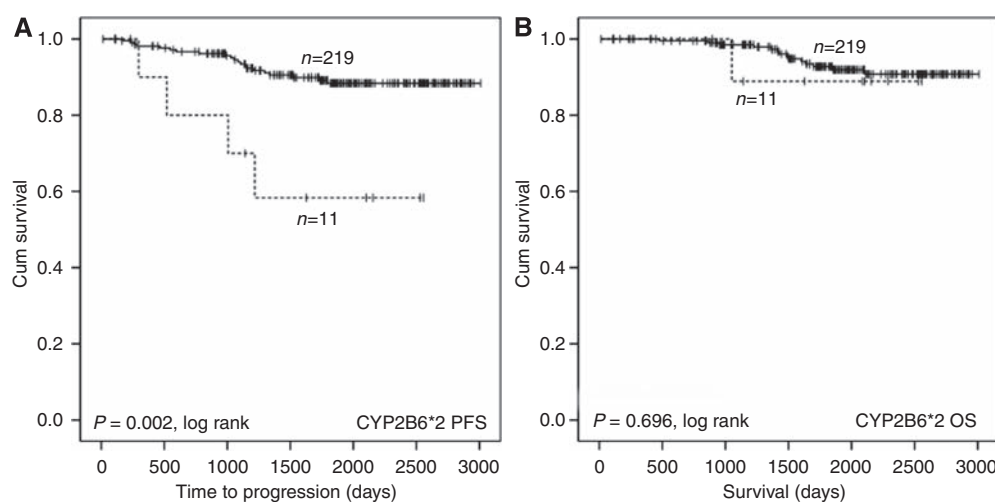 A
Cum survival
1.0
0.8
0.6
0.4
0.2
0.0
n=219
n=11
P = 0.002, log rank
CYP2B6*2 PFS
0 500 1000 1500 2000 2500 3000
Time to progression (days)
B
Cum survival
1.0
0.8
0.6
0.4
0.2
0.0
n=219
n=11
P = 0.696, log rank
CYP2B6*2 OS
0 500 1000 1500 2000 2500 3000
Survival (days)